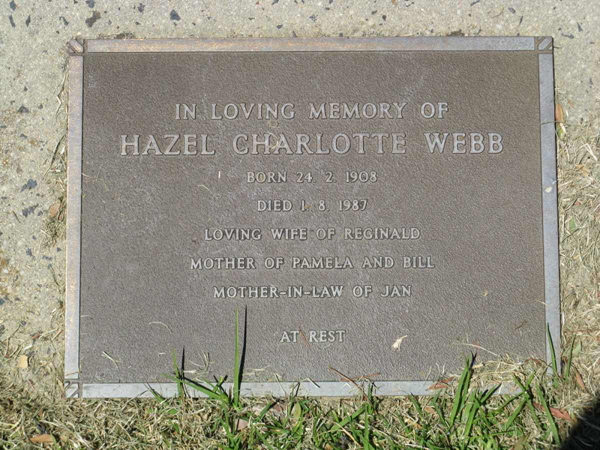 IN LOVING MEMORY OF
HAZEL CHARLOTTE WEBB
BORN 24. 2. 1908
DIED 1. 8. 1987
LOVING WIFE OF REGINALD
MOTHER OF PAMELA AND BILL
MOTHER-IN-LAW OF JAN
AT REST